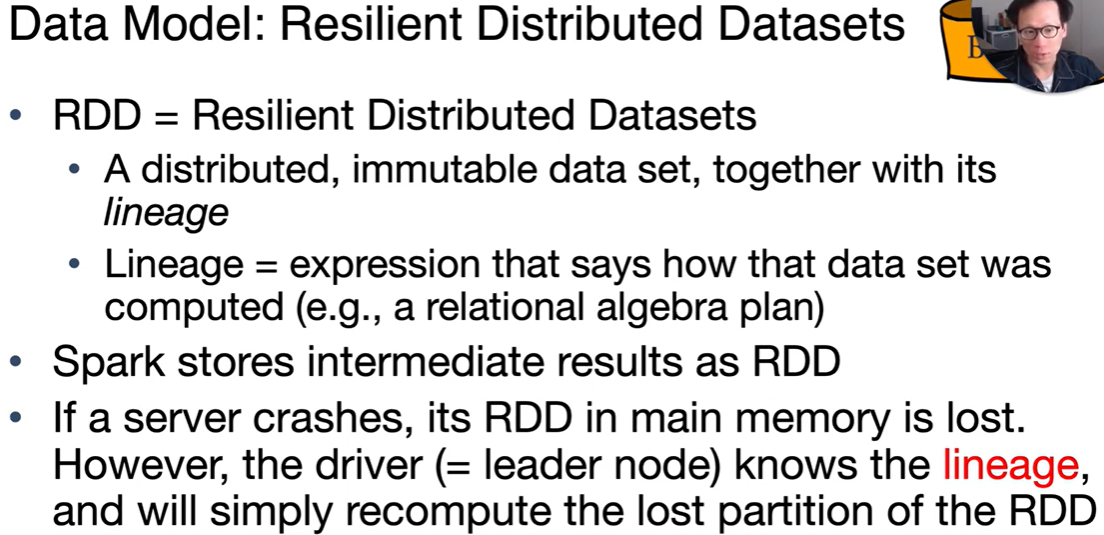 Data Model: Resilient Distributed Datasets
B
• RDD = Resilient Distributed Datasets
• A distributed, immutable data set, together with its
lineage
• Lineage = expression that says how that data set was
computed (e.g., a relational algebra plan)
• Spark stores intermediate results as RDD
• If a server crashes, its RDD in main memory is lost.
However, the driver (= leader node) knows the lineage,
and will simply recompute the lost partition of the RDD